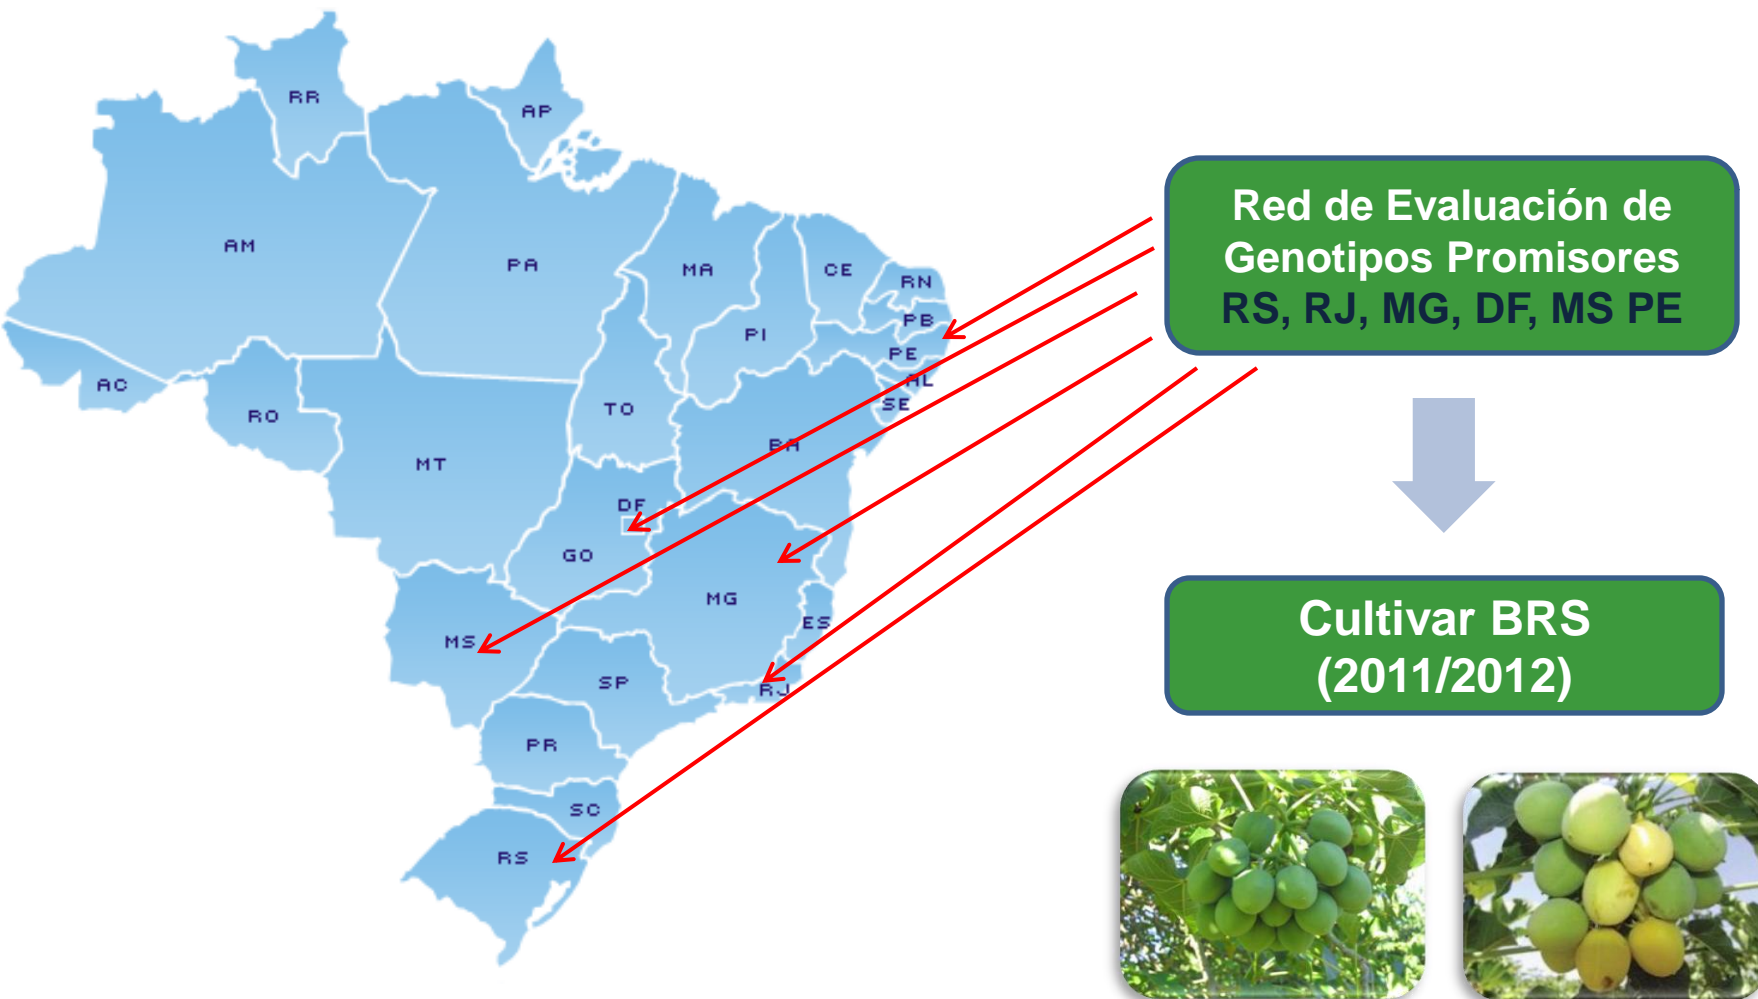 RR
AP
AM
PA
MA
CE
RN
PB
PI
PE
AL
SE
AC
RO
TO
BA
MT
DF
GO
MG
ES
MS
SP
RJ
PR
SC
RS
Red de Evaluación de
Genotipos Promisores
RS, RJ, MG, DF, MS PE
Cultivar BRS
(2011/2012)